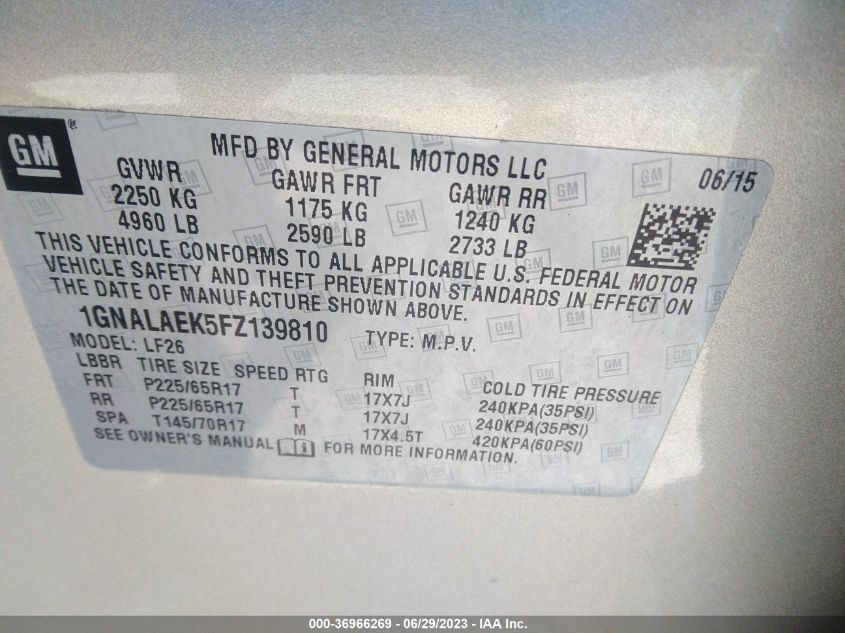 GM
MFD BY GENERAL MOTORS LLC
06/15
GVWR GAWR FRT GAWR RR
2250 KG 1175 KG 1240 KG
4960 LB 2590 LB 2733 LB
THIS VEHICLE CONFORMS TO ALL APPLICABLE U.S. FEDERAL MOTOR
VEHICLE SAFETY AND THEFT PREVENTION STANDARDS IN EFFECT ON
THE DATE OF MANUFACTURE SHOWN ABOVE.
1GNALAEK5FZ139810 TYPE: M.P.V.
MODEL: LF26
LBBR TIRE SIZE SPEED RTG RIM COLD TIRE PRESSURE
FRT P225/65R17 T 17X7J 240KPA(35PSI)
RR P225/65R17 T 17X7J 240KPA(35PSI)
SPA T145/70R17 M 17X4.5T 420KPA(60PSI)
SEE OWNER'S MANUAL FOR MORE INFORMATION.
000-36966269 - 06/29/2023 - IAA Inc.